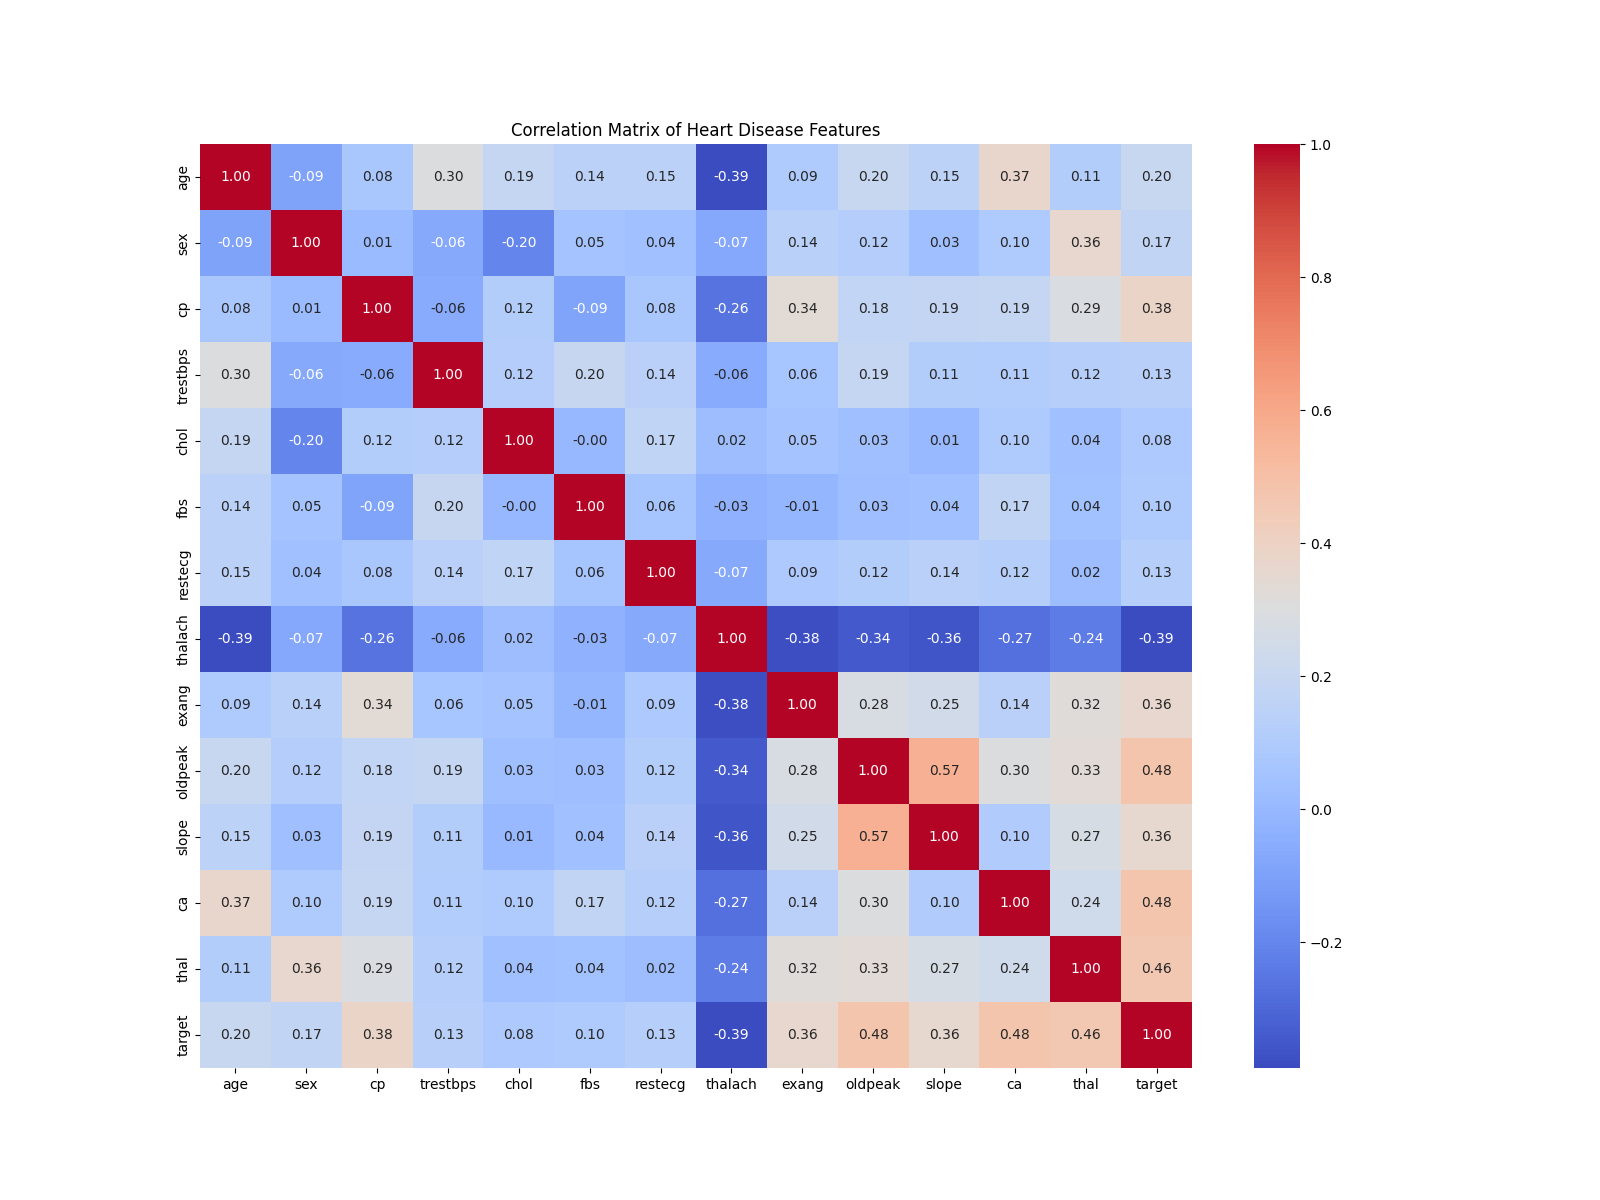 Correlation Matrix of Heart Disease Features
age 1.00 -0.09 0.08 0.30 0.19 0.14 0.15 -0.39 0.09 0.20 0.15 0.37 0.11 0.20
sex -0.09 1.00 0.01 -0.06 -0.20 0.05 0.04 -0.07 0.14 0.12 0.03 0.10 0.36 0.17
cp 0.08 0.01 1.00 -0.06 0.12 -0.09 0.08 -0.26 0.34 0.18 0.19 0.19 0.29 0.38
trestbps 0.30 -0.06 -0.06 1.00 0.12 0.20 0.14 -0.06 0.06 0.19 0.11 0.11 0.12 0.13
chol 0.19 -0.20 0.12 0.12 1.00 -0.00 0.17 0.02 0.05 0.03 0.01 0.10 0.04 0.08
fbs 0.14 0.05 -0.09 0.20 -0.00 1.00 0.06 -0.03 -0.01 0.03 0.04 0.17 0.04 0.10
restecg 0.15 0.04 0.08 0.14 0.17 0.06 1.00 -0.07 0.09 0.12 0.14 0.12 0.02 0.13
thalach -0.39 -0.07 -0.26 -0.06 0.02 -0.03 -0.07 1.00 -0.38 -0.34 -0.36 -0.27 -0.24 -0.39
exang 0.09 0.14 0.34 0.06 0.05 -0.01 0.09 -0.38 1.00 0.28 0.25 0.14 0.32 0.36
oldpeak 0.20 0.12 0.18 0.19 0.03 0.03 0.12 -0.34 0.28 1.00 0.57 0.30 0.33 0.48
slope 0.15 0.03 0.19 0.11 0.01 0.04 0.14 -0.36 0.25 0.57 1.00 0.10 0.27 0.36
ca 0.37 0.10 0.19 0.11 0.10 0.17 0.12 -0.27 0.14 0.30 0.10 1.00 0.24 0.48
thal 0.11 0.36 0.29 0.12 0.04 0.04 0.02 -0.24 0.32 0.33 0.27 0.24 1.00 0.46
target 0.20 0.17 0.38 0.13 0.08 0.10 0.13 -0.39 0.36 0.48 0.36 0.48 0.46 1.00
age sex cp trestbps chol fbs restecg thalach exang oldpeak slope ca thal target
1.0
0.8
0.6
0.4
0.2
0.0
−0.2